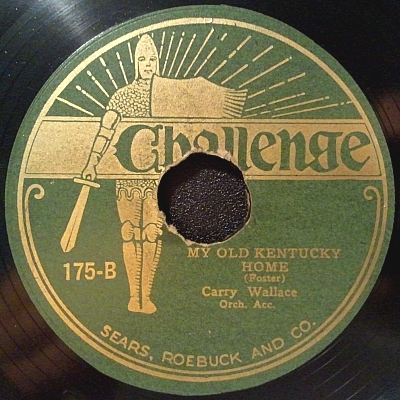 Challenge
175-B
MY OLD KENTUCKY
HOME
(Foster)
Carry Wallace
Orch. Acc.
SEARS, ROEBUCK AND CO.